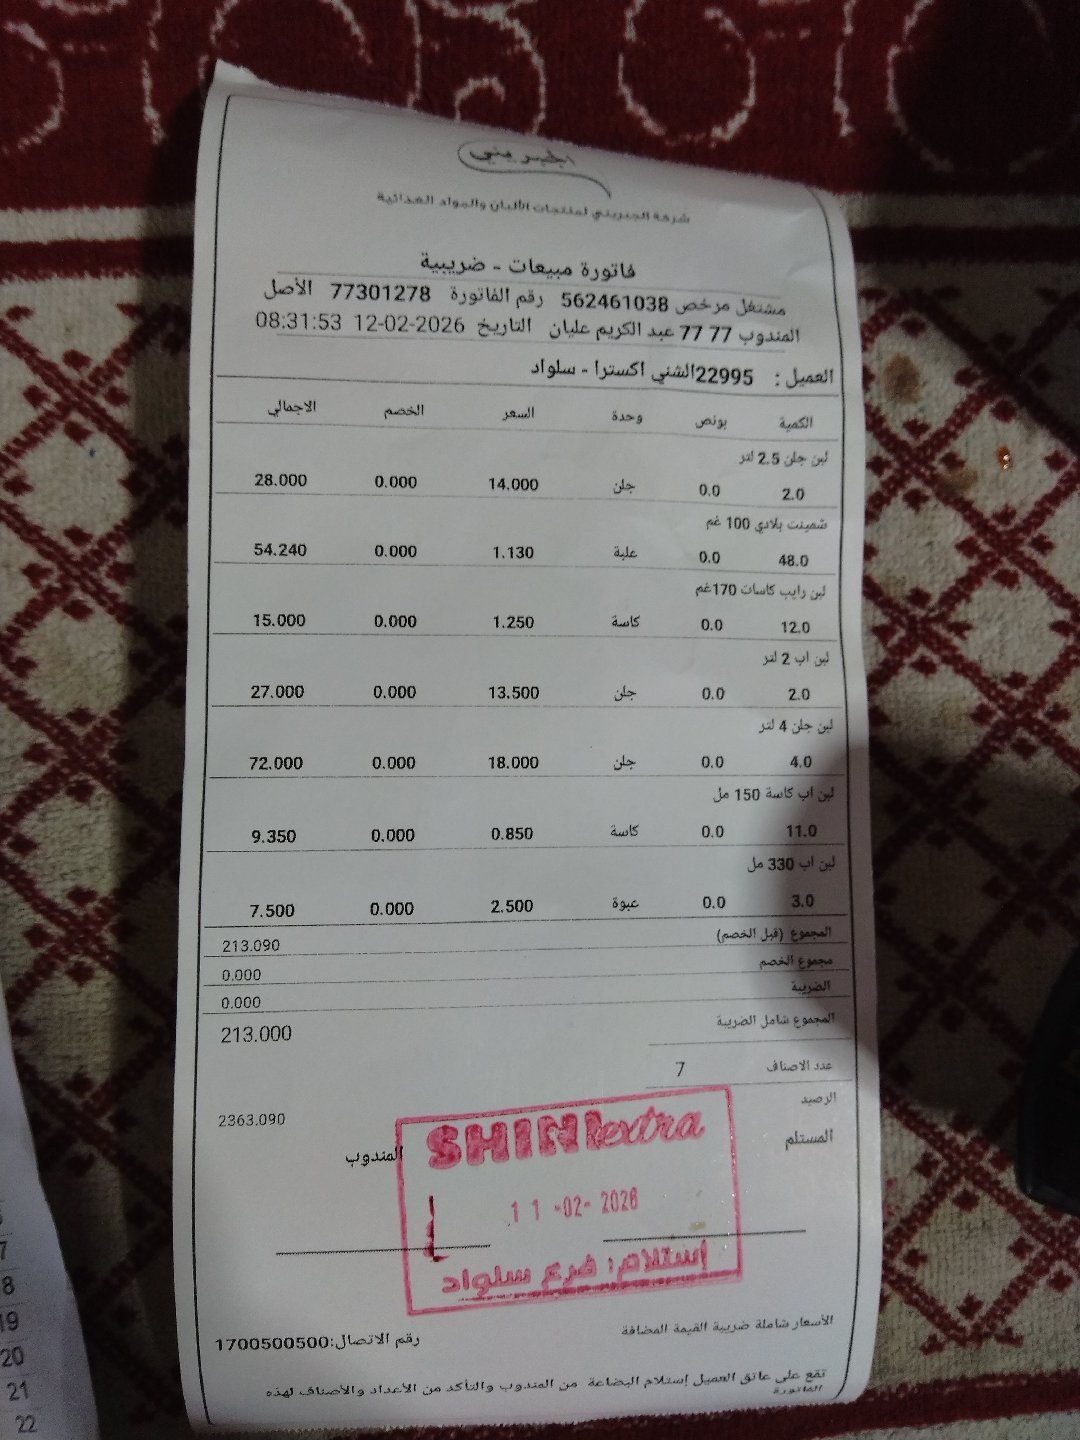 الجبريني
شركة الجبريني لمنتجات الألبان والمواد الغذائية
فاتورة مبيعات - ضريبية
مشتغل مرخص 562461038 رقم الفاتورة 77301278 الأصل
المندوب 77 77 عبد الكريم عليان التاريخ 12-02-2026 08:31:53
العميل : 22995الشني اكسترا - سلواد
الكمية بونص وحدة السعر الخصم الاجمالي
لبن جلن 2.5 لتر
2.0 0.0 جلن 14.000 0.000 28.000
شمينت بلادي 100 غم
48.0 0.0 علبة 1.130 0.000 54.240
لبن رايب كاسات 170غم
12.0 0.0 كاسة 1.250 0.000 15.000
لبن اب 2 لتر
2.0 0.0 جلن 13.500 0.000 27.000
لبن جلن 4 لتر
4.0 0.0 جلن 18.000 0.000 72.000
لبن اب كاسة 150 مل
11.0 0.0 كاسة 0.850 0.000 9.350
لبن اب 330 مل
3.0 0.0 عبوة 2.500 0.000 7.500
المجموع (قبل الخصم) 213.090
مجموع الخصم 0.000
الضريبة 0.000
المجموع شامل الضريبة 213.000
عدد الاصناف 7
الرصيد 2363.090
المستلم المندوب
SHINI extra
11-02-2026
إستلام: فرع سلواد
الأسعار شاملة ضريبة القيمة المضافة
رقم الاتصال:1700500500
تقع على عاتق العميل إستلام البضاعة من المندوب والتأكد من الأعداد والأصناف لهذه
الفاتورة
7
8
19
20
21
22